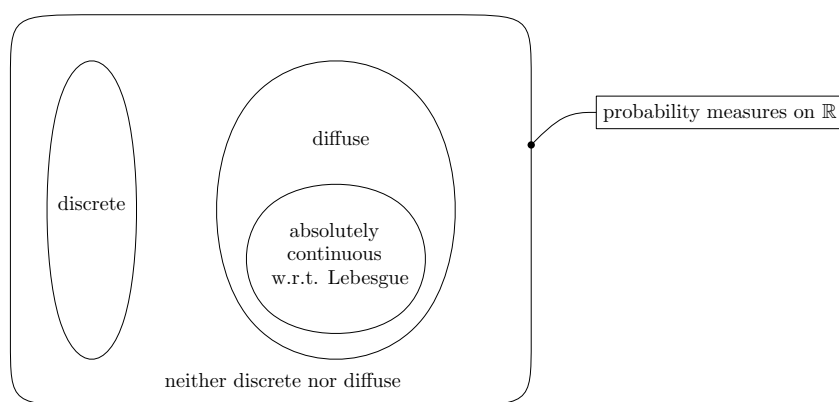 probability measures on ℝ
diffuse
discrete
absolutely
continuous
w.r.t. Lebesgue
neither discrete nor diffuse